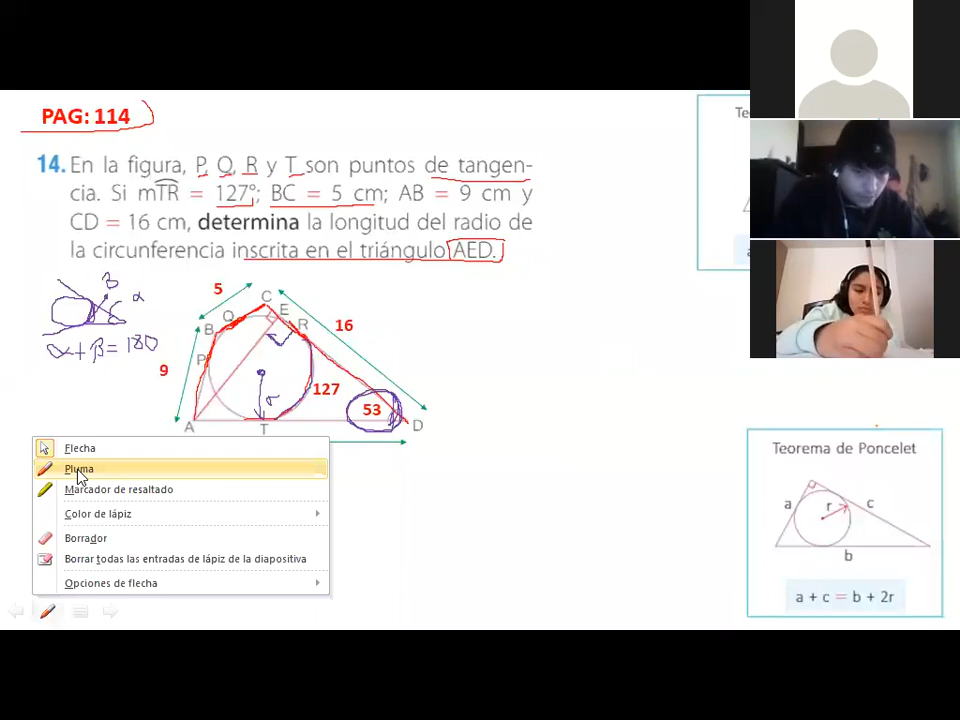 PAG: 114
14. En la figura, P, Q, R y T son puntos de tangen-
cia. Si mTR = 127°; BC = 5 cm; AB = 9 cm y
CD = 16 cm, determina la longitud del radio de
la circunferencia inscrita en el triángulo AED.
β
α
α+β=180
5
C
E
Q
R
B
16
P
9
127
r
53
A
T
D
Flecha
Pluma
Marcador de resaltado
Color de lápiz
Borrador
Borrar todas las entradas de lápiz de la diapositiva
Opciones de flecha
Te
a
Teorema de Poncelet
a
r
c
b
a + c = b + 2r